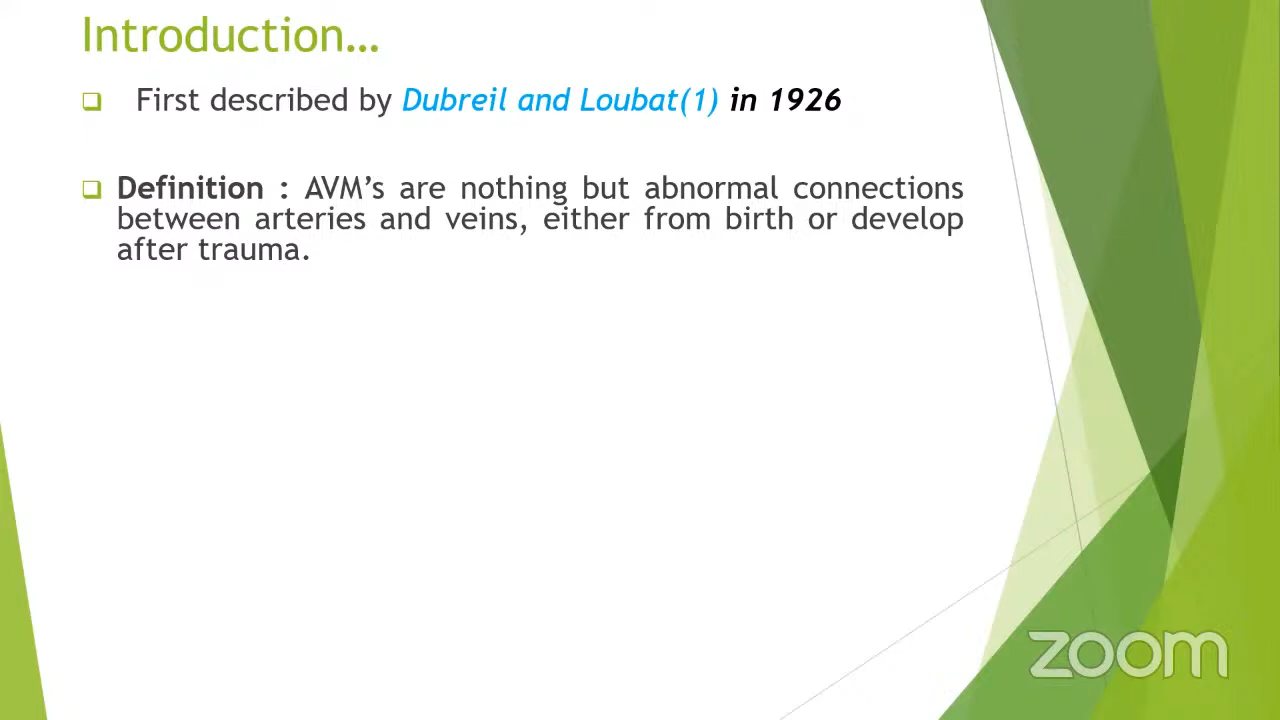 Introduction…
First described by Dubreil and Loubat(1) in 1926
Definition : AVM’s are nothing but abnormal connections
between arteries and veins, either from birth or develop
after trauma.
zoom